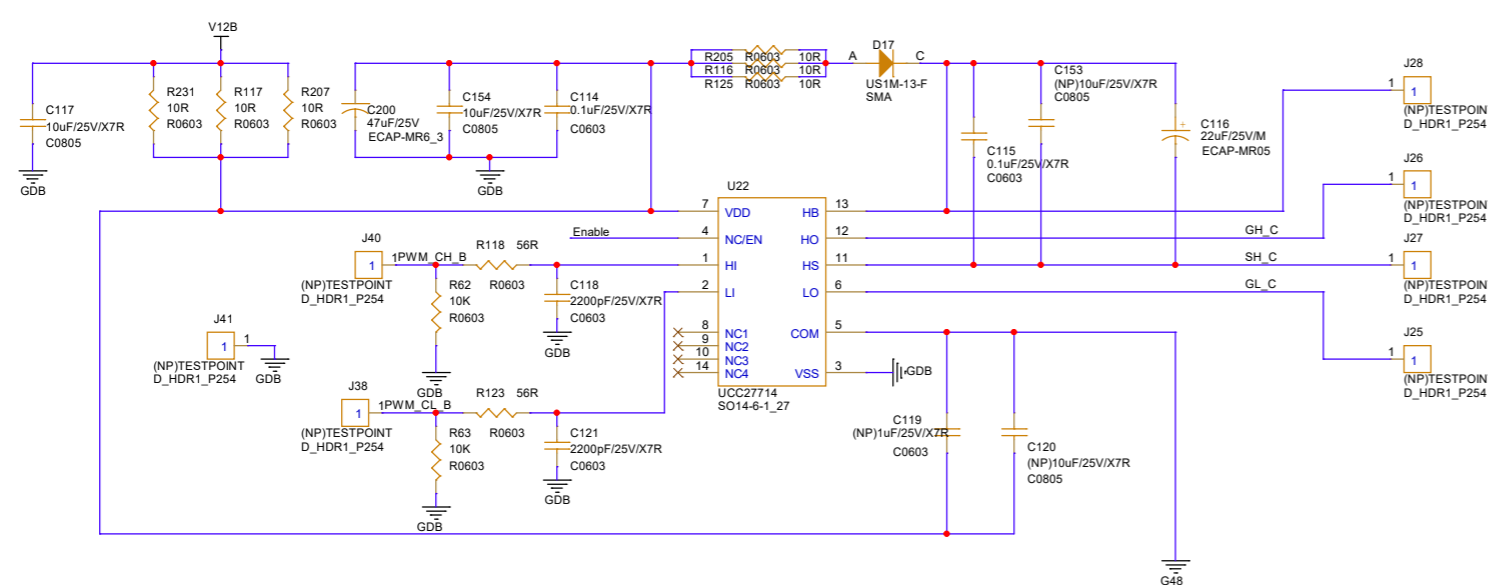 V12B
C117
10uF/25V/X7R
C0805
GDB
R231
10R
R0603
R117
10R
R0603
R207
10R
R0603
C200
47uF/25V
ECAP-MR6_3
C154
10uF/25V/X7R
C0805
C114
0.1uF/25V/X7R
C0603
GDB
R205 R0603 10R
R116 R0603 10R
R125 R0603 10R
A
D17
C
US1M-13-F
SMA
C153
(NP)10uF/25V/X7R
C0805
C115
0.1uF/25V/X7R
C0603
+
C116
22uF/25V/M
ECAP-MR05
J28
1
1
(NP)TESTPOIN
D_HDR1_P254
J26
1
1
(NP)TESTPOIN
D_HDR1_P254
J27
1
1
(NP)TESTPOIN
D_HDR1_P254
J25
1
1
(NP)TESTPOIN
D_HDR1_P254
GH_C
SH_C
GL_C
U22
7 VDD HB 13
Enable 4 NC/EN HO 12
1 HI HS 11
2 LI LO 6
8 NC1 COM 5
9 NC2
10 NC3
14 NC4 VSS 3
GDB
UCC27714
SO14-6-1_27
J40
1
1PWM_CH_B
(NP)TESTPOINT
D_HDR1_P254
R118 56R
R0603
R62
10K
R0603
GDB
C118
2200pF/25V/X7R
C0603
GDB
J41
1
1
(NP)TESTPOINT
D_HDR1_P254
GDB
J38
1
1PWM_CL_B
(NP)TESTPOINT
D_HDR1_P254
R123 56R
R0603
R63
10K
R0603
GDB
C121
2200pF/25V/X7R
C0603
GDB
C119
(NP)1uF/25V/X7R
C0603
C120
(NP)10uF/25V/X7R
C0805
G48